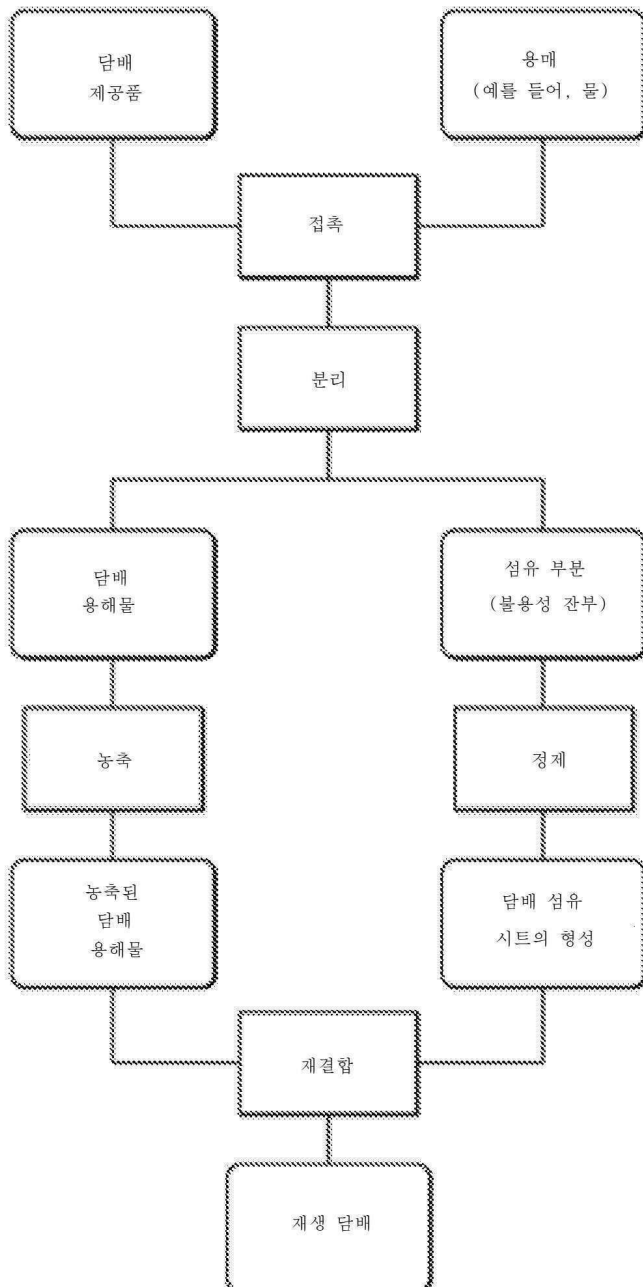 담배
제공품
용매
(예를 들어, 물)
접촉
분리
담배
용해물
섬유 부분
(불용성 잔부)
농축
정제
농축된
담배
용해물
담배 섬유
시트의 형성
재결합
재생 담배